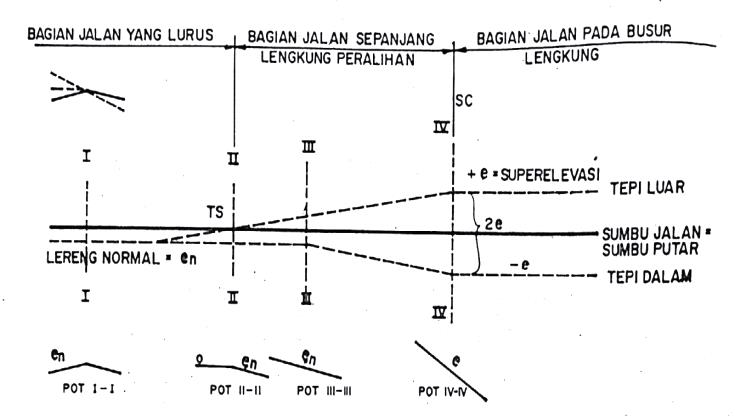 BAGIAN JALAN YANG LURUS
BAGIAN JALAN SEPANJANG
LENGKUNG PERALIHAN
BAGIAN JALAN PADA BUSUR
LENGKUNG
SC
I
II
III
IV
+ e = SUPERELEVASI
TEPI LUAR
TS
2e
SUMBU JALAN =
SUMBU PUTAR
LERENG NORMAL = en
-e
TEPI DALAM
I
II
III
IV
en
POT I-I
o
en
POT II-II
en
POT III-III
e
POT IV-IV